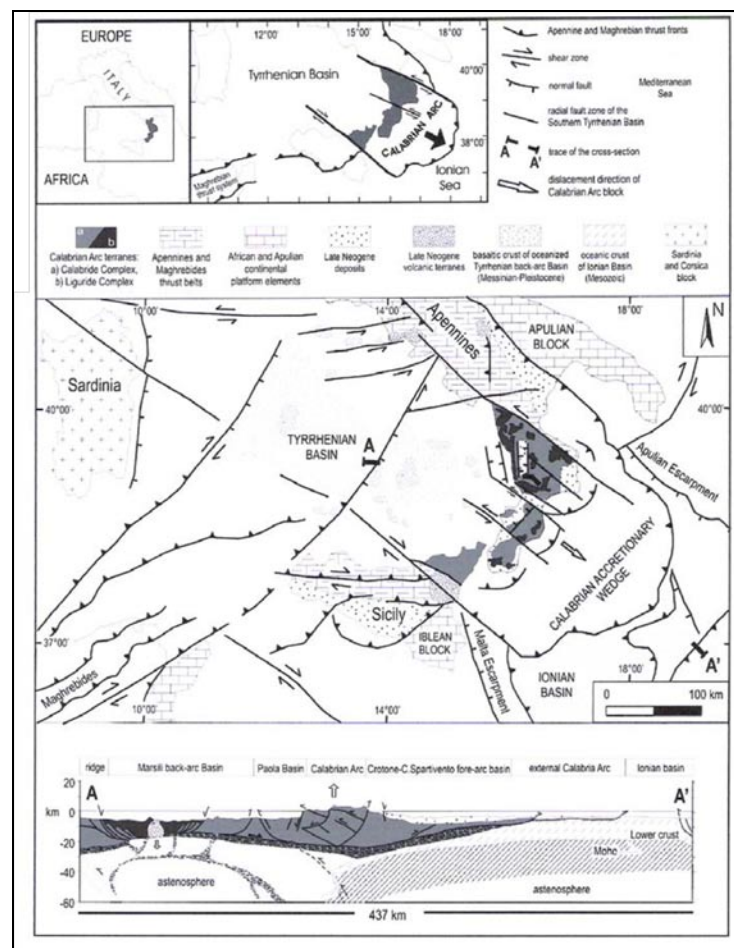 EUROPE
ITALY
AFRICA
12°00'
15°00'
18°00'
Tyrrhenian Basin
40°00'
38°00'
CALABRIAN ARC
Ionian
Sea
Maghrebian
thrust system
Apennine and Maghrebian thrust fronts
shear zone
normal fault
Mediterranean
Sea
radial fault zone of the
Southern Tyrrhenian Basin
A
A'
trace of the cross-section
dislacement direction of
Calabrian Arc block
a
b
Calabrian Arc terranes:
a) Calabride Complex,
b) Liguride Complex
Apennines and
Maghrebides
thrust belts
African and Apulian
continental
platform elements
Late Neogene
deposits
Late Neogene
volcanic terranes
basaltic crust of oceanized
Tyrrhenian back-arc Basin
(Messinian-Pleistocene)
oceanic crust
of Ionian Basin
(Mesozoic)
Sardinia
and Corsica
block
10°00'
14°00'
18°00'
N
Apennines
APULIAN
BLOCK
Sardinia
40°00'
40°00'
TYRRHENIAN
BASIN
A
Apulian Escarpment
CALABRIAN ACCRETIONARY
WEDGE
Sicily
IBLEAN
BLOCK
Malta Escarpment
IONIAN
BASIN
37°00'
Maghrebides
10°00'
14°00'
18°00'
A'
0
100 km
ridge
Marsili back-arc Basin
Paola Basin
Calabrian Arc
Crotone-C.Spartivento fore-arc basin
external Calabria Arc
Ionian basin
20
A
A'
km
0
-20
-40
-60
Lower crust
Moho
astenosphere
astenosphere
437 km